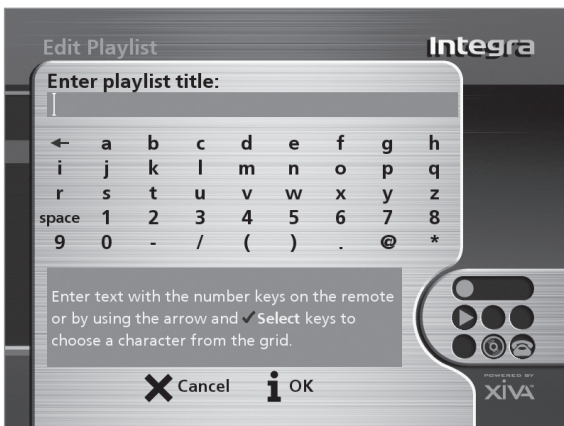 Edit Playlist
Integra
Enter playlist title:
← a b c d e f g h
i j k l m n o p q
r s t u v w x y z
space 1 2 3 4 5 6 7 8
9 0 - / ( ) . @ *
Enter text with the number keys on the remote
or by using the arrow and ✓Select keys to
choose a character from the grid.
Cancel i OK
POWERED BY
XiVA